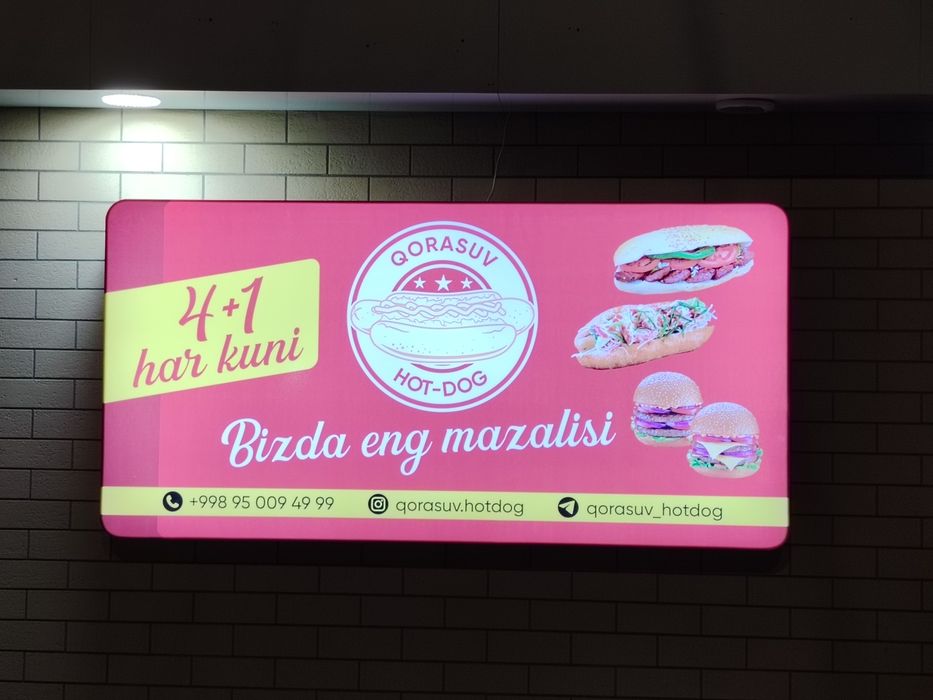 4+1
har kuni
QORASUV
HOT-DOG
Bizda eng mazalisi
+998 95 009 49 99
qorasuv.hotdog
qorasuv_hotdog